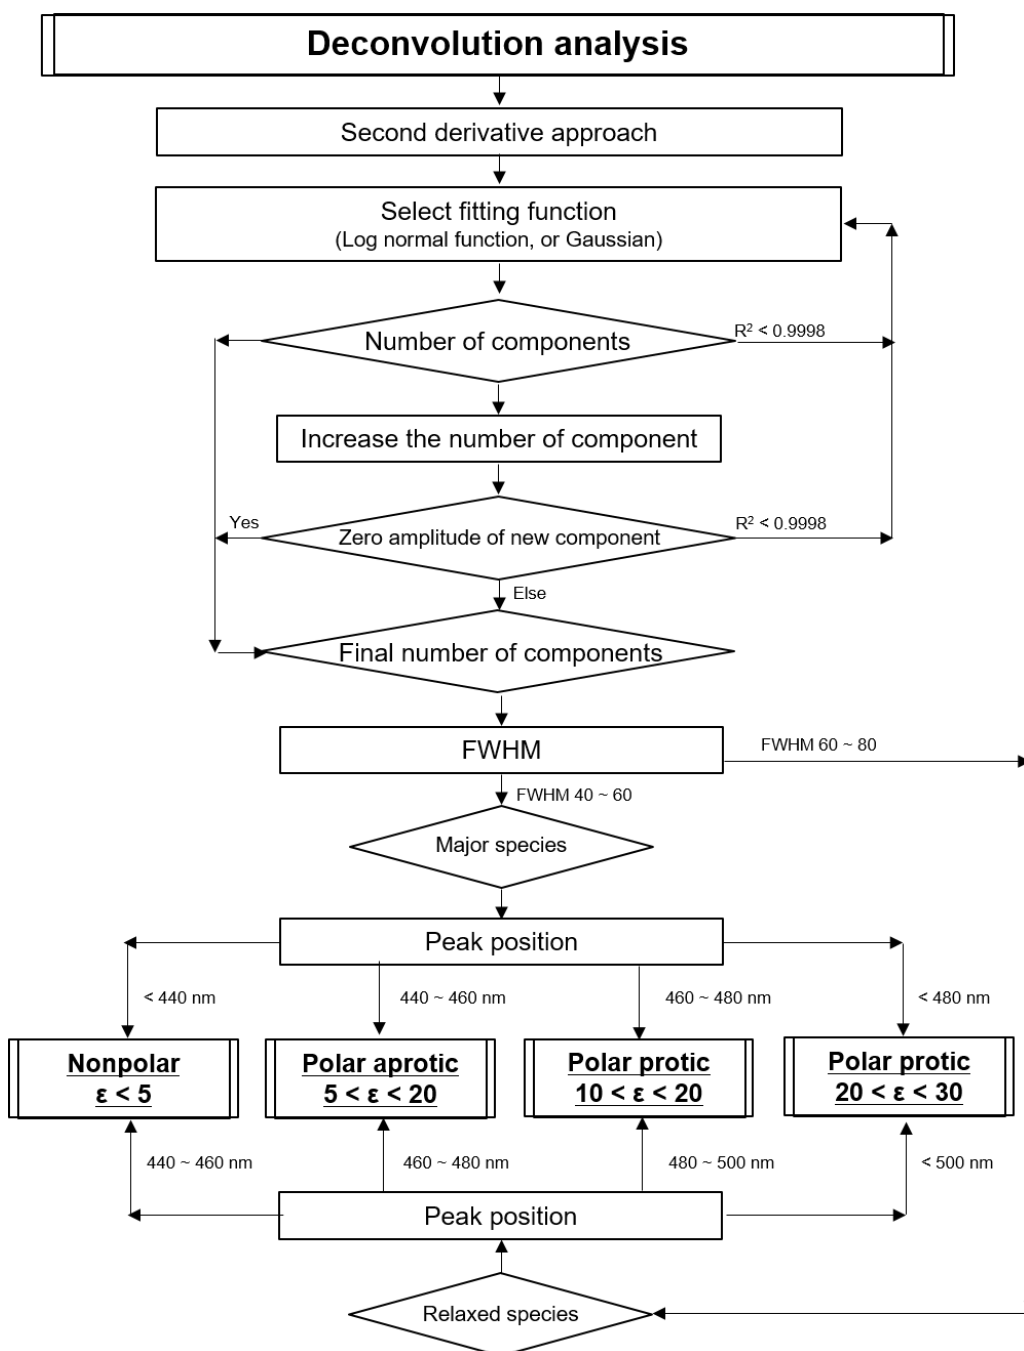 Deconvolution analysis
Second derivative approach
Select fitting function
(Log normal function, or Gaussian)
Number of components
R² < 0.9998
Increase the number of component
Yes
Zero amplitude of new component
R² < 0.9998
Else
Final number of components
FWHM
FWHM 60 ~ 80
FWHM 40 ~ 60
Major species
Peak position
< 440 nm
440 ~ 460 nm
460 ~ 480 nm
< 480 nm
Nonpolar
ε < 5
Polar aprotic
5 < ε < 20
Polar protic
10 < ε < 20
Polar protic
20 < ε < 30
440 ~ 460 nm
460 ~ 480 nm
480 ~ 500 nm
< 500 nm
Peak position
Relaxed species